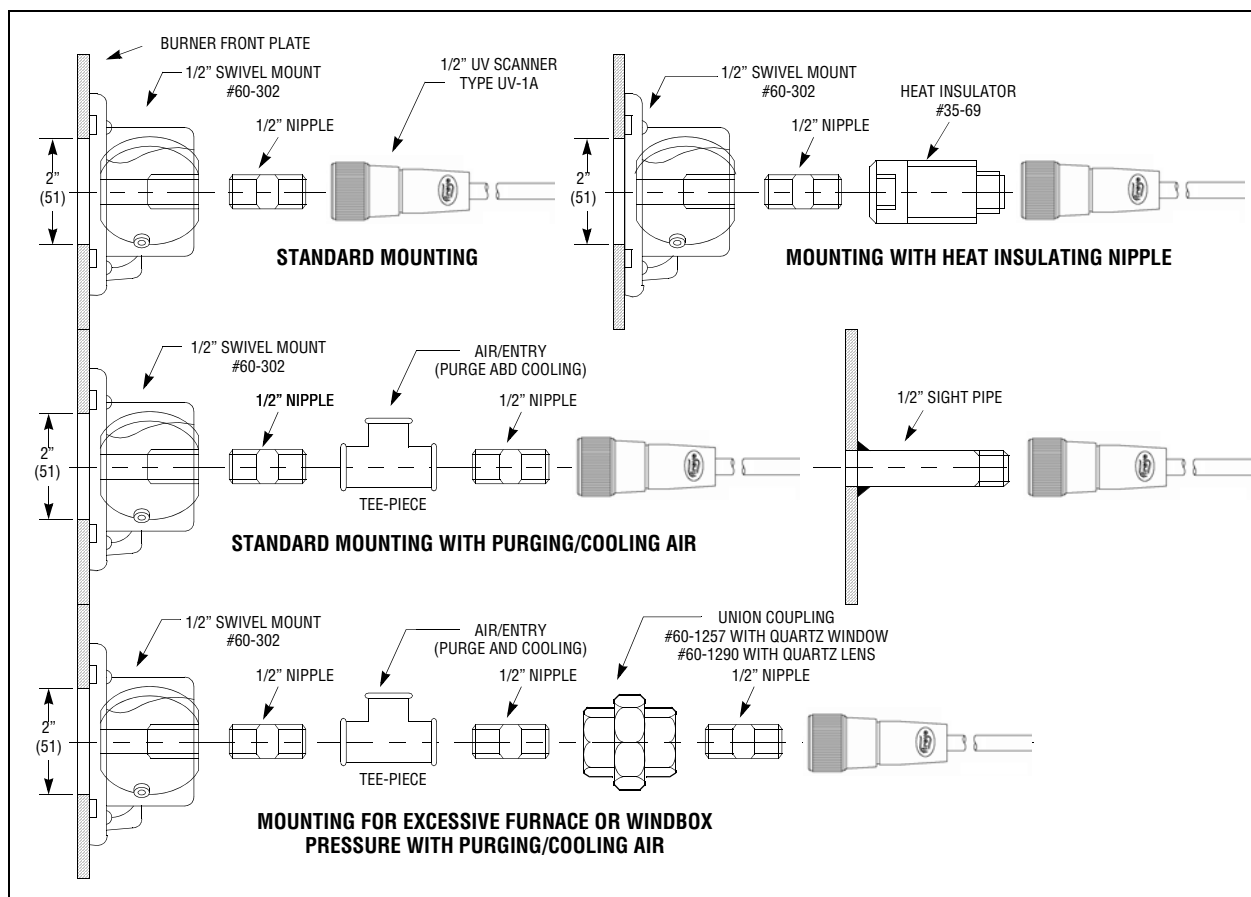 BURNER FRONT PLATE
1/2” SWIVEL MOUNT
#60-302
1/2” NIPPLE
1/2” UV SCANNER
TYPE UV-1A
2”
(51)
STANDARD MOUNTING
1/2” SWIVEL MOUNT
#60-302
1/2” NIPPLE
HEAT INSULATOR
#35-69
2”
(51)
MOUNTING WITH HEAT INSULATING NIPPLE
1/2” SWIVEL MOUNT
#60-302
1/2” NIPPLE
AIR/ENTRY
(PURGE ABD COOLING)
1/2” NIPPLE
2”
(51)
TEE-PIECE
STANDARD MOUNTING WITH PURGING/COOLING AIR
1/2” SIGHT PIPE
1/2” SWIVEL MOUNT
#60-302
1/2” NIPPLE
AIR/ENTRY
(PURGE AND COOLING)
1/2” NIPPLE
UNION COUPLING
#60-1257 WITH QUARTZ WINDOW
#60-1290 WITH QUARTZ LENS
1/2” NIPPLE
2”
(51)
TEE-PIECE
MOUNTING FOR EXCESSIVE FURNACE OR WINDBOX
PRESSURE WITH PURGING/COOLING AIR